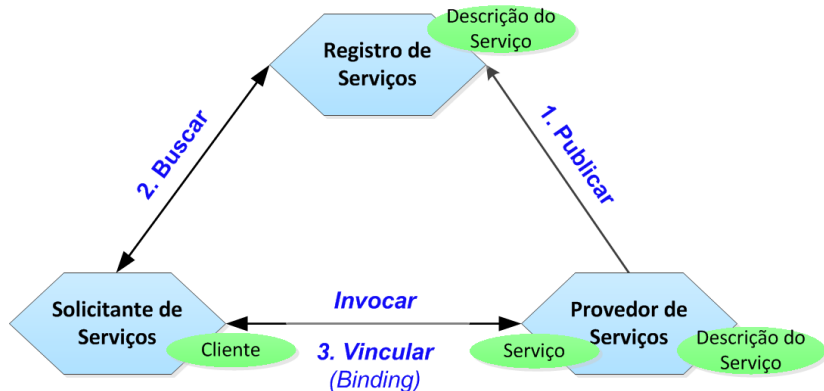 Descrição do
Serviço
Registro de
Serviços
2. Buscar
1. Publicar
Solicitante de
Serviços
Cliente
Invocar
3. Vincular
(Binding)
Provedor de
Serviços
Serviço
Descrição do
Serviço